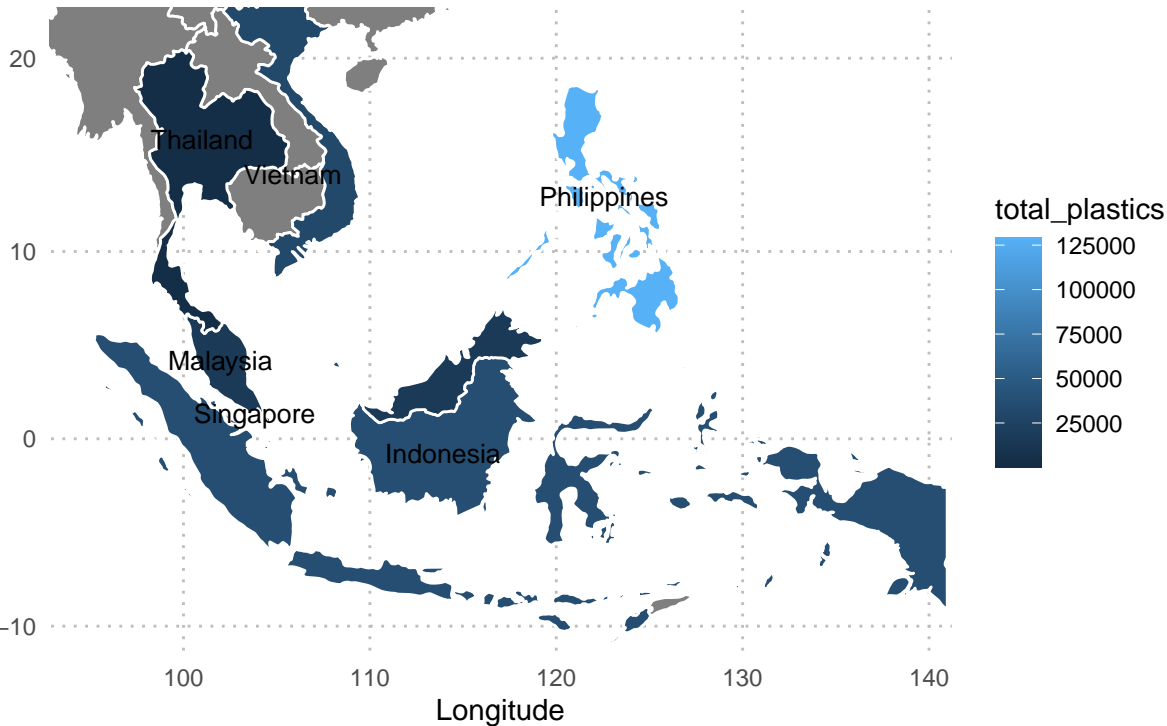 20
10
0
−10
Thailand
Vietnam
Philippines
Malaysia
Singapore
Indonesia
100
110
120
130
140
Longitude
total_plastics
125000
100000
75000
50000
25000